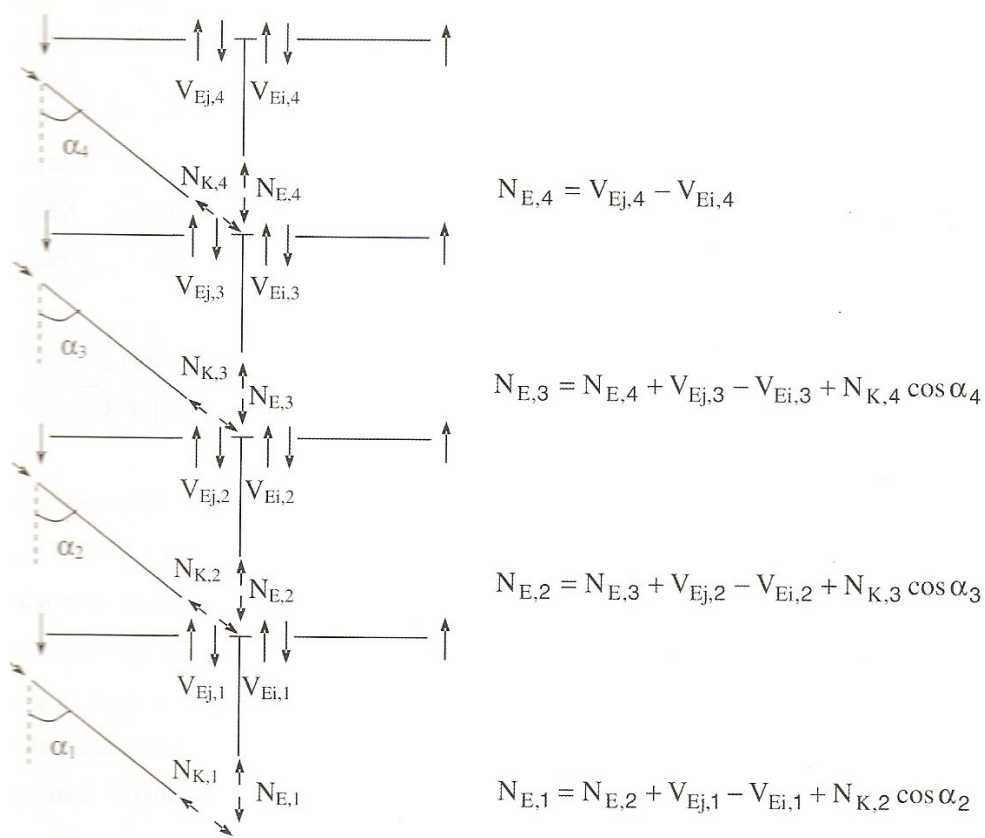 V_Ej,4 V_Ei,4
α_4
N_K,4 N_E,4
N_E,4 = V_Ej,4 − V_Ei,4
V_Ej,3 V_Ei,3
α_3
N_K,3 N_E,3
N_E,3 = N_E,4 + V_Ej,3 − V_Ei,3 + N_K,4 cos α_4
V_Ej,2 V_Ei,2
α_2
N_K,2 N_E,2
N_E,2 = N_E,3 + V_Ej,2 − V_Ei,2 + N_K,3 cos α_3
V_Ej,1 V_Ei,1
α_1
N_K,1 N_E,1
N_E,1 = N_E,2 + V_Ej,1 − V_Ei,1 + N_K,2 cos α_2